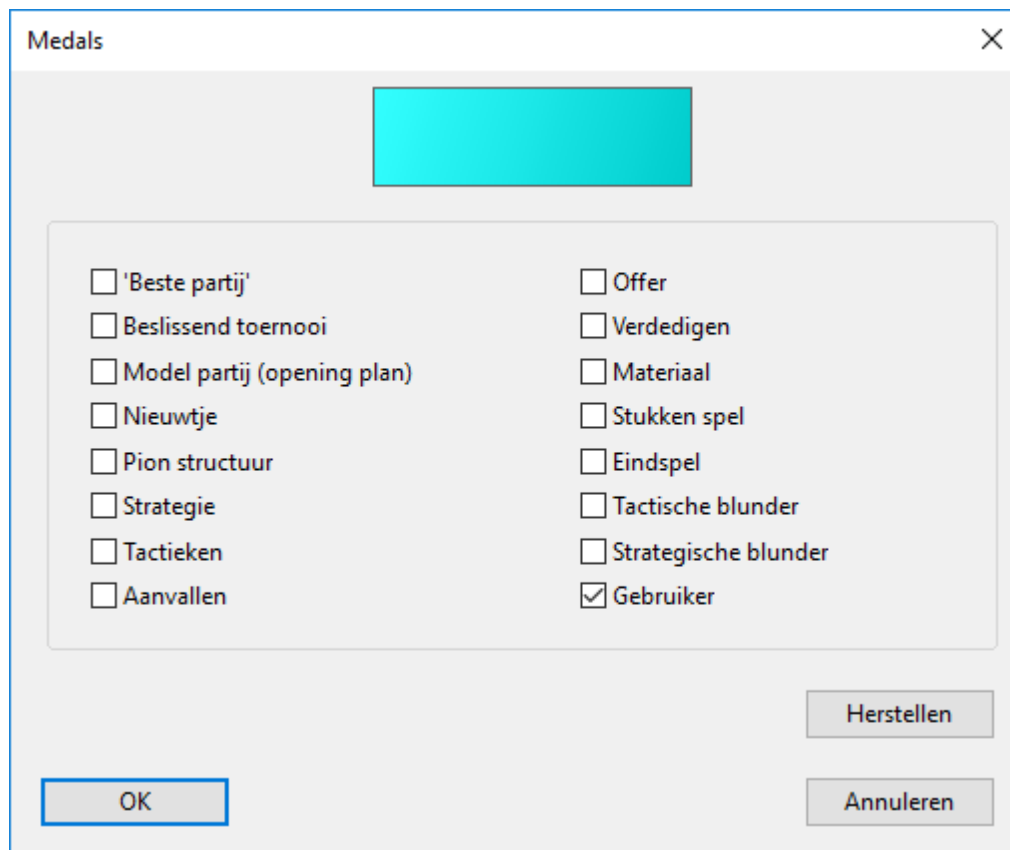 Medals
'Beste partij'
Beslissend toernooi
Model partij (opening plan)
Nieuwtje
Pion structuur
Strategie
Tactieken
Aanvallen
Offer
Verdedigen
Materiaal
Stukken spel
Eindspel
Tactische blunder
Strategische blunder
Gebruiker
Herstellen
OK
Annuleren